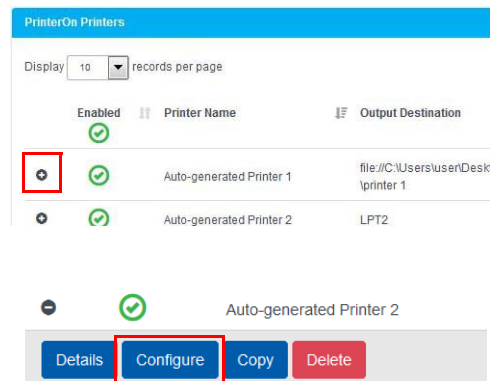 PrinterOn Printers
Display 10 records per page
Enabled Printer Name Output Destination
Auto-generated Printer 1 file://C:\Users\user\Desk
\printer 1
Auto-generated Printer 2 LPT2
Auto-generated Printer 2
Details Configure Copy Delete